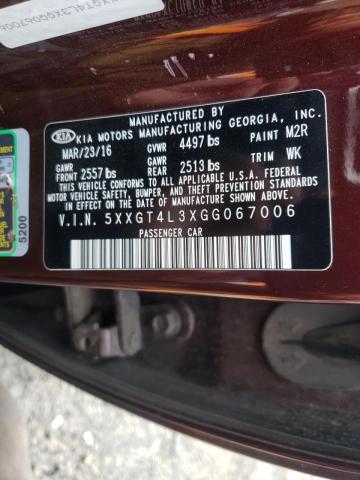 XXGT4L3XGG067006
MANUFACTURED BY
KIA KIA MOTORS MANUFACTURING GEORGIA, INC.
MAR/23/16 GVWR 4497 lbs PAINT M2R
GAWR FRONT 2557 lbs GAWR REAR 2513 lbs TRIM WK
THIS VEHICLE CONFORMS TO ALL APPLICABLE FEDERAL
MOTOR VEHICLE SAFETY, BUMPER, AND THEFT PREVENTION STANDARDS
IN EFFECT ON THE DATE OF MANUFACTURE SHOWN ABOVE.
V.I.N. 5XXGT4L3XGG067006
PASSENGER CAR
5200